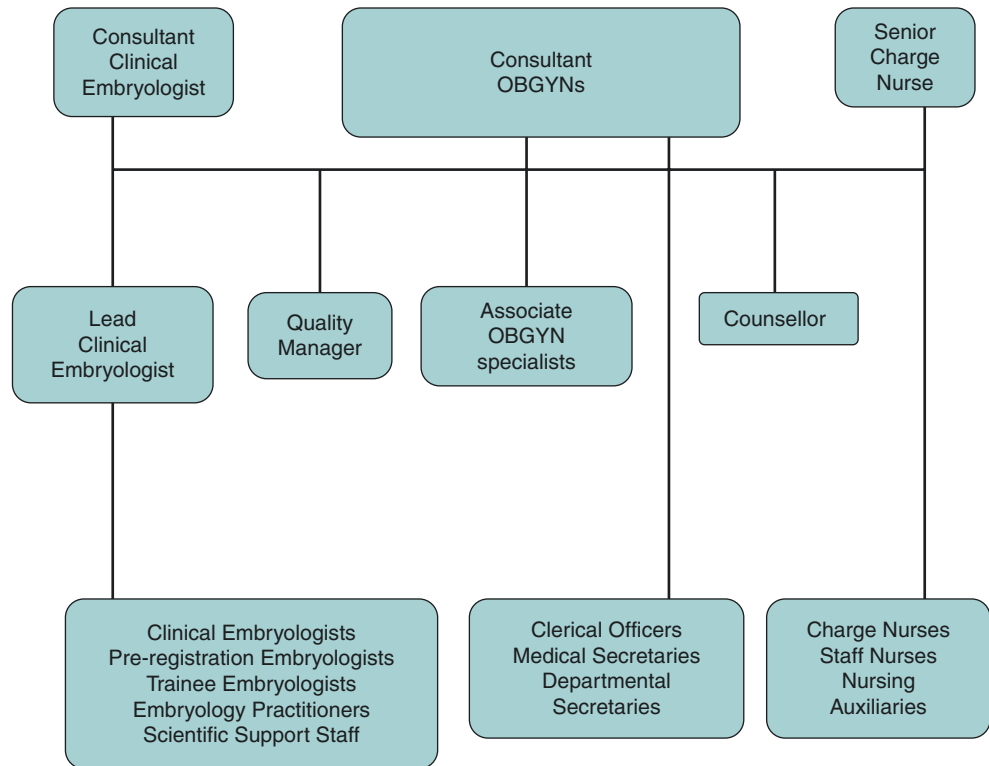 Consultant
Clinical
Embryologist
Consultant
OBGYNs
Senior
Charge
Nurse
Lead
Clinical
Embryologist
Quality
Manager
Associate
OBGYN
specialists
Counsellor
Clinical Embryologists
Pre-registration Embryologists
Trainee Embryologists
Embryology Practitioners
Scientific Support Staff
Clerical Officers
Medical Secretaries
Departmental
Secretaries
Charge Nurses
Staff Nurses
Nursing
Auxiliaries